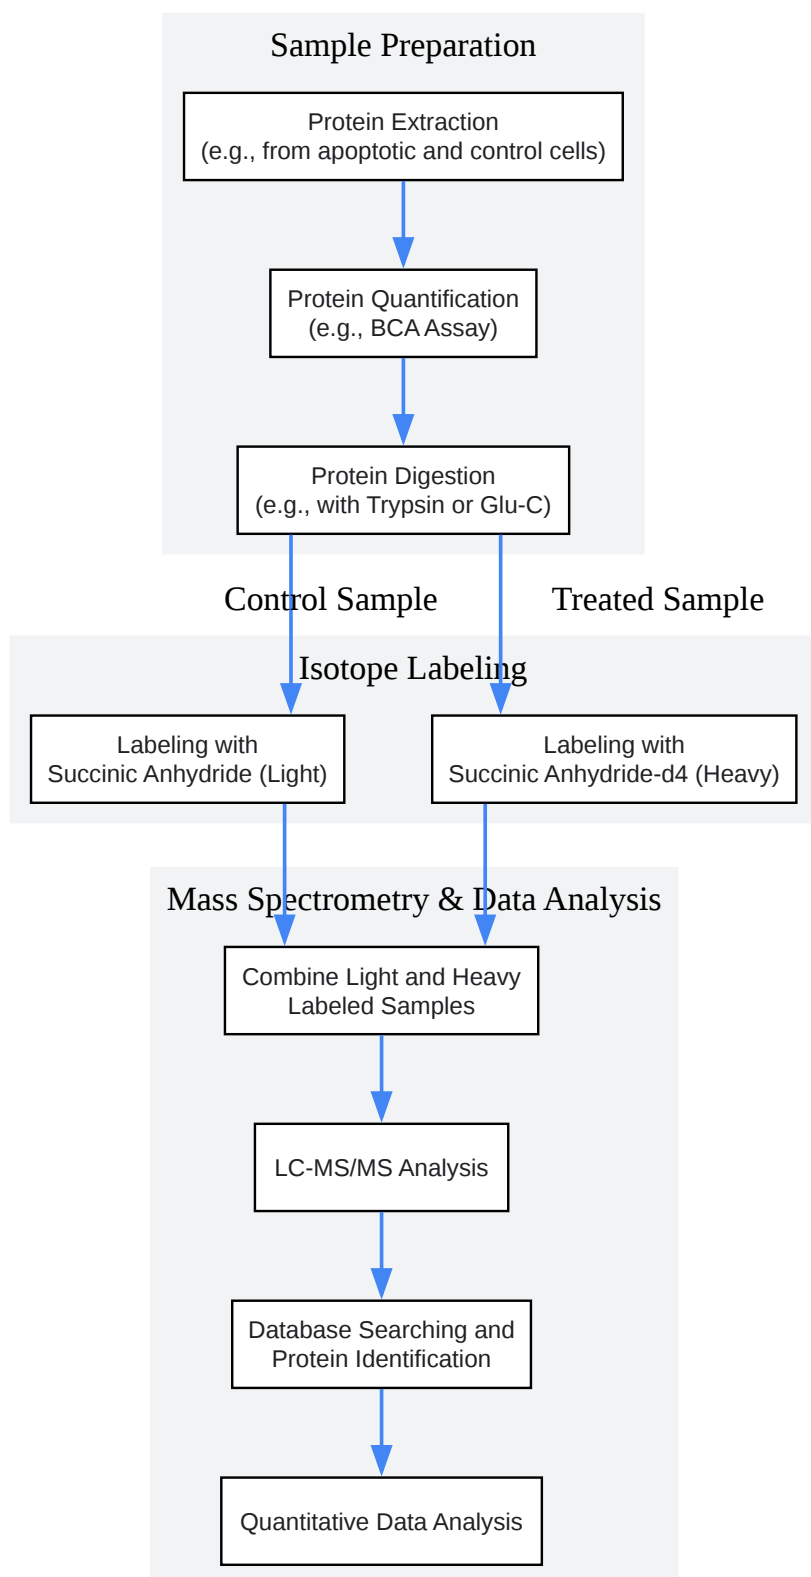 Sample Preparation
Protein Extraction
(e.g., from apoptotic and control cells)
Protein Quantification
(e.g., BCA Assay)
Protein Digestion
(e.g., with Trypsin or Glu-C)
Control Sample
Treated Sample
Isotope Labeling
Labeling with
Succinic Anhydride (Light)
Labeling with
Succinic Anhydride-d4 (Heavy)
Mass Spectrometry & Data Analysis
Combine Light and Heavy
Labeled Samples
LC-MS/MS Analysis
Database Searching and
Protein Identification
Quantitative Data Analysis